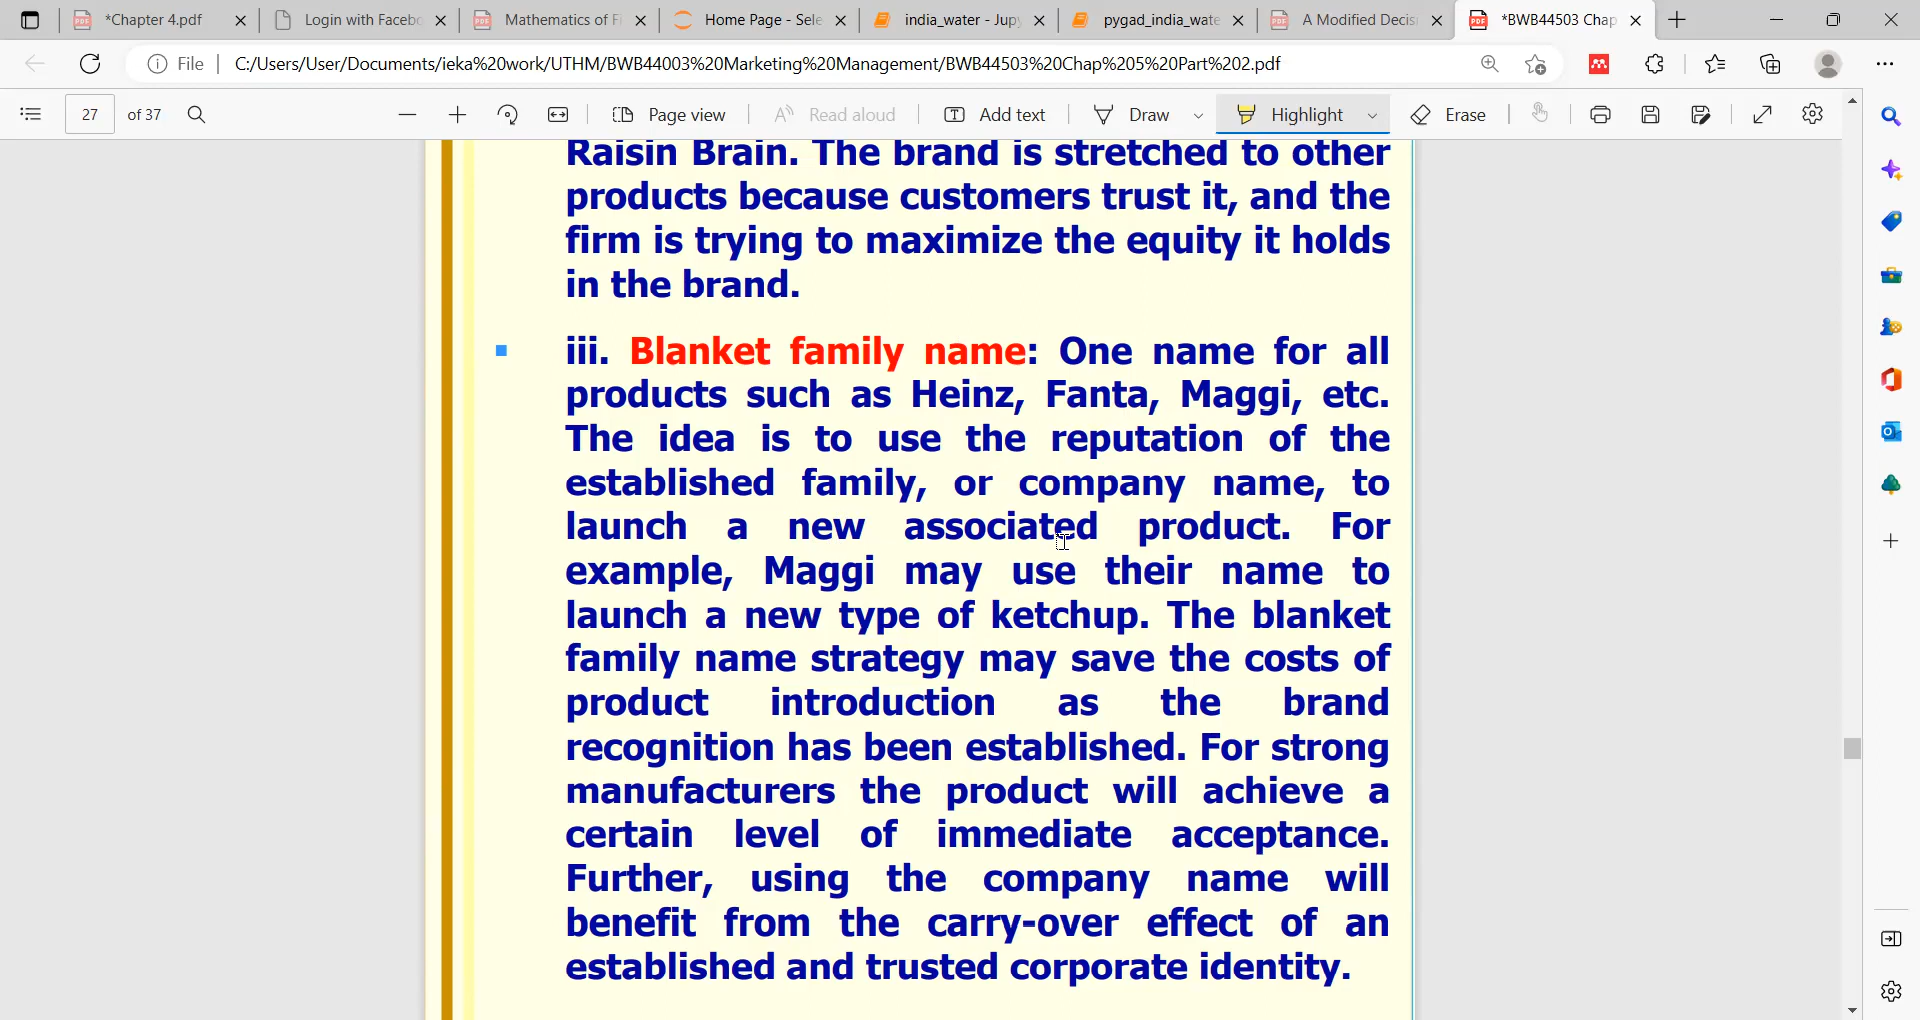 *Chapter 4.pdf
Login with Facebo
Mathematics of Fi
Home Page - Sele
india_water - Jupy
pygad_india_wate
A Modified Decis
*BWB44503 Chap
File
C:/Users/User/Documents/ieka%20work/UTHM/BWB44003%20Marketing%20Management/BWB44503%20Chap%205%20Part%202.pdf
27 of 37
Page view
Read aloud
Add text
Draw
Highlight
Erase
Raisin Brain. The brand is stretched to other
products because customers trust it, and the
firm is trying to maximize the equity it holds
in the brand.
iii. Blanket family name: One name for all
products such as Heinz, Fanta, Maggi, etc.
The idea is to use the reputation of the
established family, or company name, to
launch a new associated product. For
example, Maggi may use their name to
launch a new type of ketchup. The blanket
family name strategy may save the costs of
product introduction as the brand
recognition has been established. For strong
manufacturers the product will achieve a
certain level of immediate acceptance.
Further, using the company name will
benefit from the carry-over effect of an
established and trusted corporate identity.